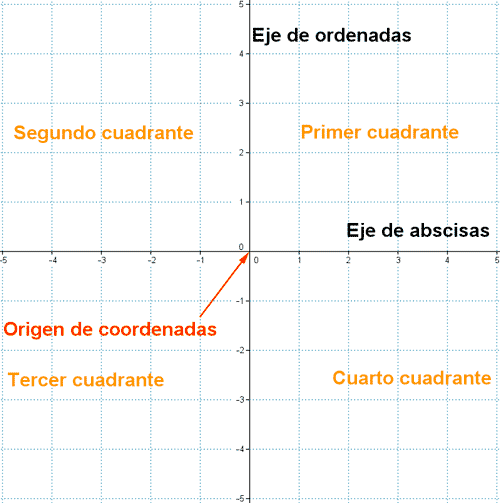 5
Eje de ordenadas
4
3
Segundo cuadrante
Primer cuadrante
2
1
Eje de abscisas
0
-5 -4 -3 -2 -1 0 1 2 3 4 5
-1
Origen de coordenadas
-2
Tercer cuadrante
Cuarto cuadrante
-3
-4
-5